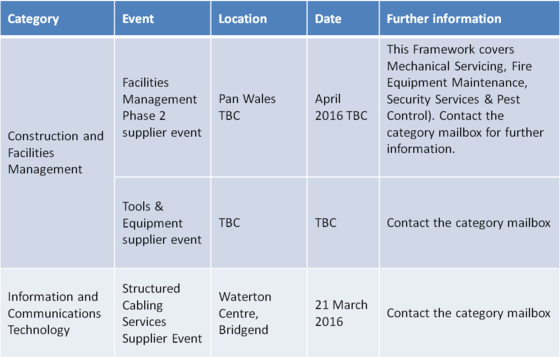 Category Event Location Date Further information
Construction and
Facilities
Management
Facilities
Management
Phase 2
supplier event
Pan Wales
TBC
April
2016 TBC
This Framework covers
Mechanical Servicing, Fire
Equipment Maintenance,
Security Services & Pest
Control). Contact the
category mailbox for further
information.
Tools &
Equipment
supplier event
TBC
TBC
Contact the category mailbox
Information and
Communications
Technology
Structured
Cabling
Services
Supplier Event
Waterton
Centre,
Bridgend
21 March
2016
Contact the category mailbox